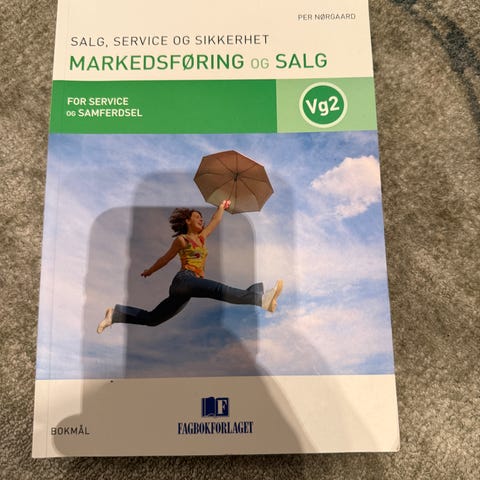 PER NØRGAARD
SALG, SERVICE OG SIKKERHET
MARKEDSFØRING OG SALG
FOR SERVICE
OG SAMFERDSEL
Vg2
F
FAGBOKFORLAGET
BOKMÅL